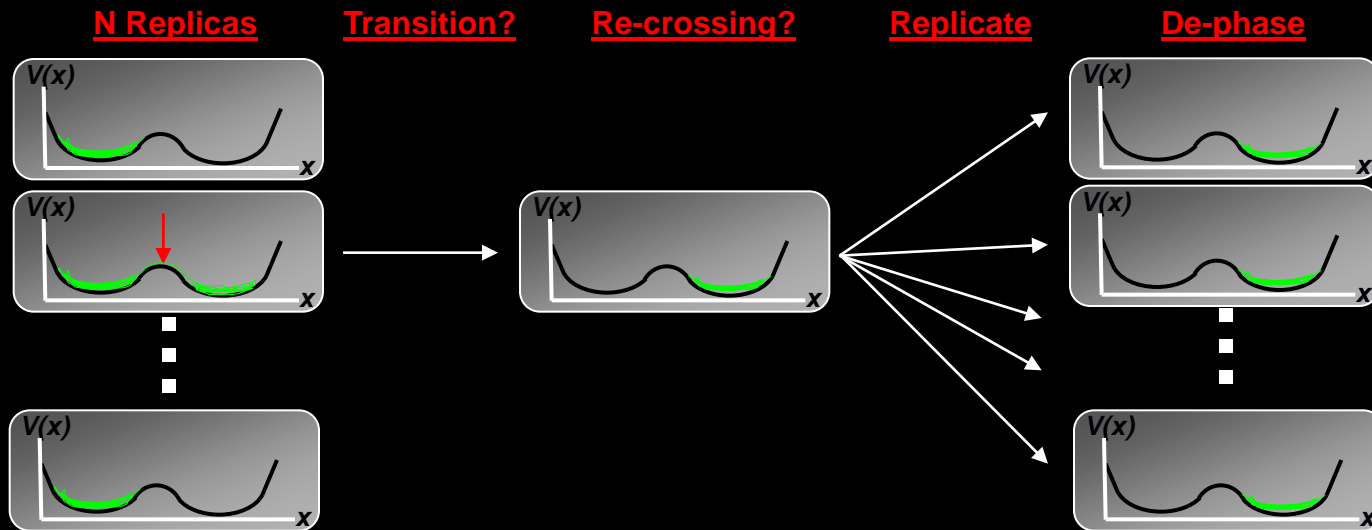 N Replicas Transition? Re-crossing? Replicate De-phase
V(x)
x
V(x)
x
V(x)
x
V(x)
x
V(x)
x
V(x)
x
V(x)
x